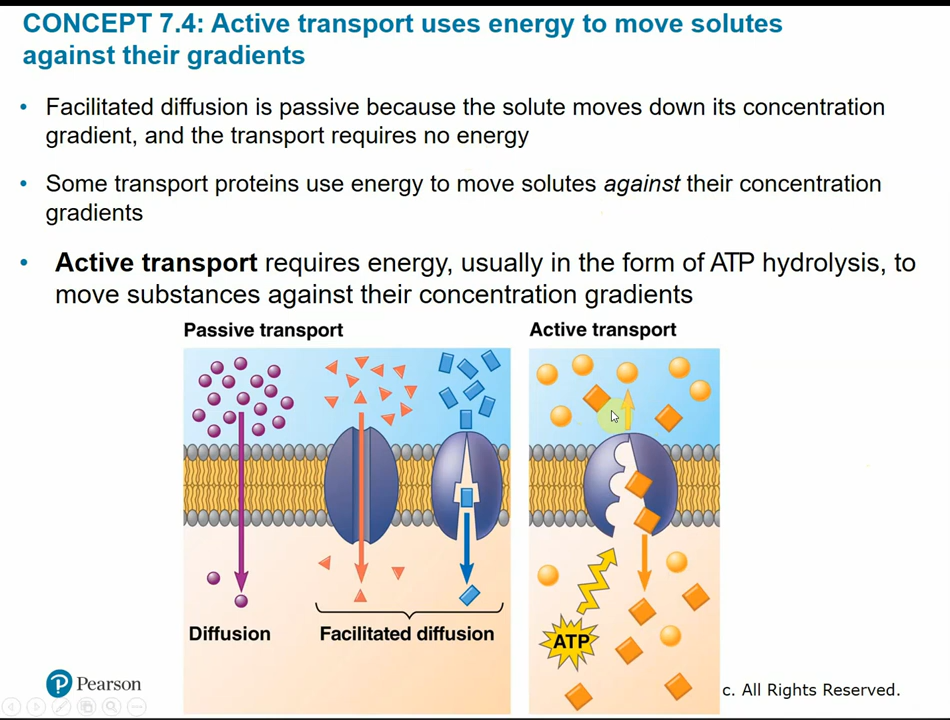 CONCEPT 7.4: Active transport uses energy to move solutes
against their gradients
• Facilitated diffusion is passive because the solute moves down its concentration
gradient, and the transport requires no energy
• Some transport proteins use energy to move solutes against their concentration
gradients
• Active transport requires energy, usually in the form of ATP hydrolysis, to
move substances against their concentration gradients
Passive transport
Active transport
Diffusion
Facilitated diffusion
ATP
P Pearson
c. All Rights Reserved.